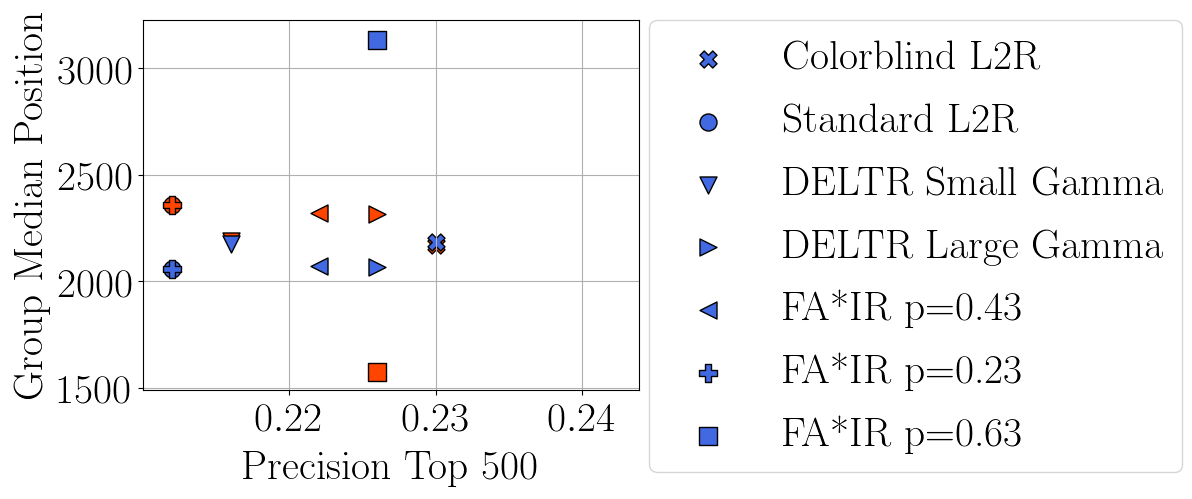 Group Median Position
3000
2500
2000
1500
0.22
0.23
0.24
Precision Top 500
Colorblind L2R
Standard L2R
DELTR Small Gamma
DELTR Large Gamma
FA*IR p=0.43
FA*IR p=0.23
FA*IR p=0.63